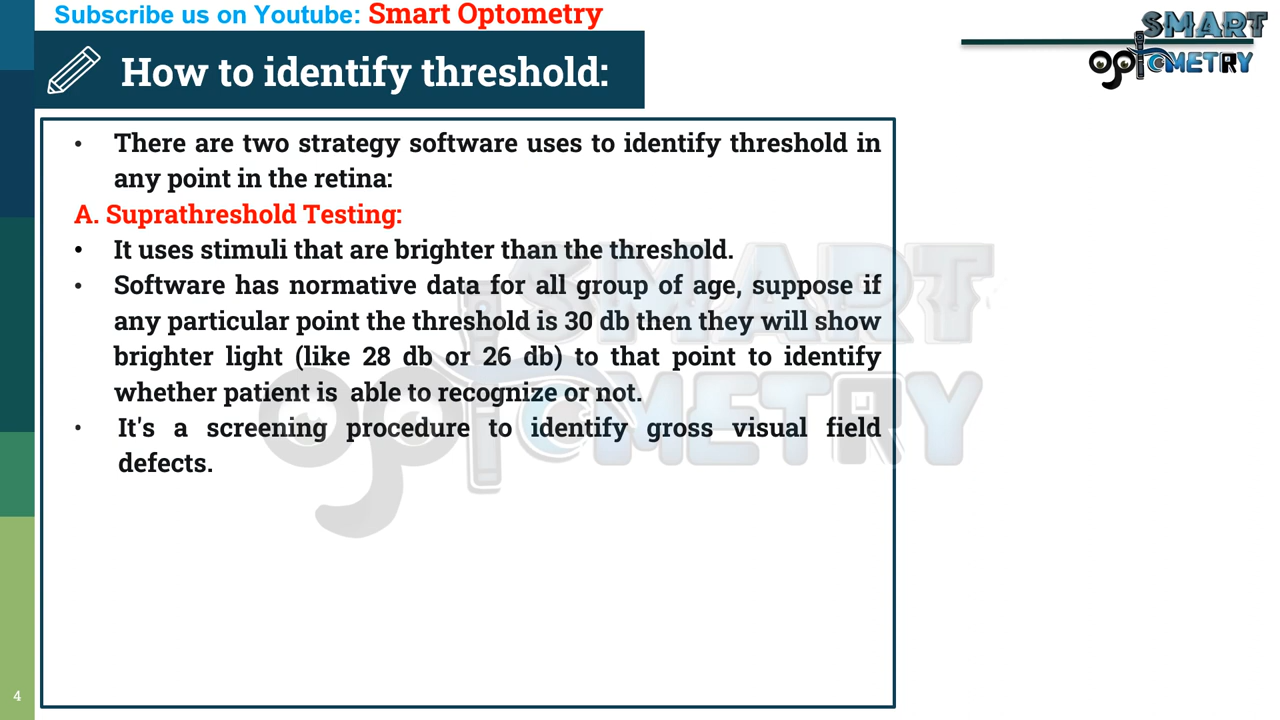 Subscribe us on Youtube: Smart Optometry
SMART
OPTOMETRY
How to identify threshold:
• There are two strategy software uses to identify threshold in
any point in the retina:
A. Suprathreshold Testing:
• It uses stimuli that are brighter than the threshold.
• Software has normative data for all group of age, suppose if
any particular point the threshold is 30 db then they will show
brighter light (like 28 db or 26 db) to that point to identify
whether patient is able to recognize or not.
• It's a screening procedure to identify gross visual field
defects.
SMART
OPTOMETRY
4